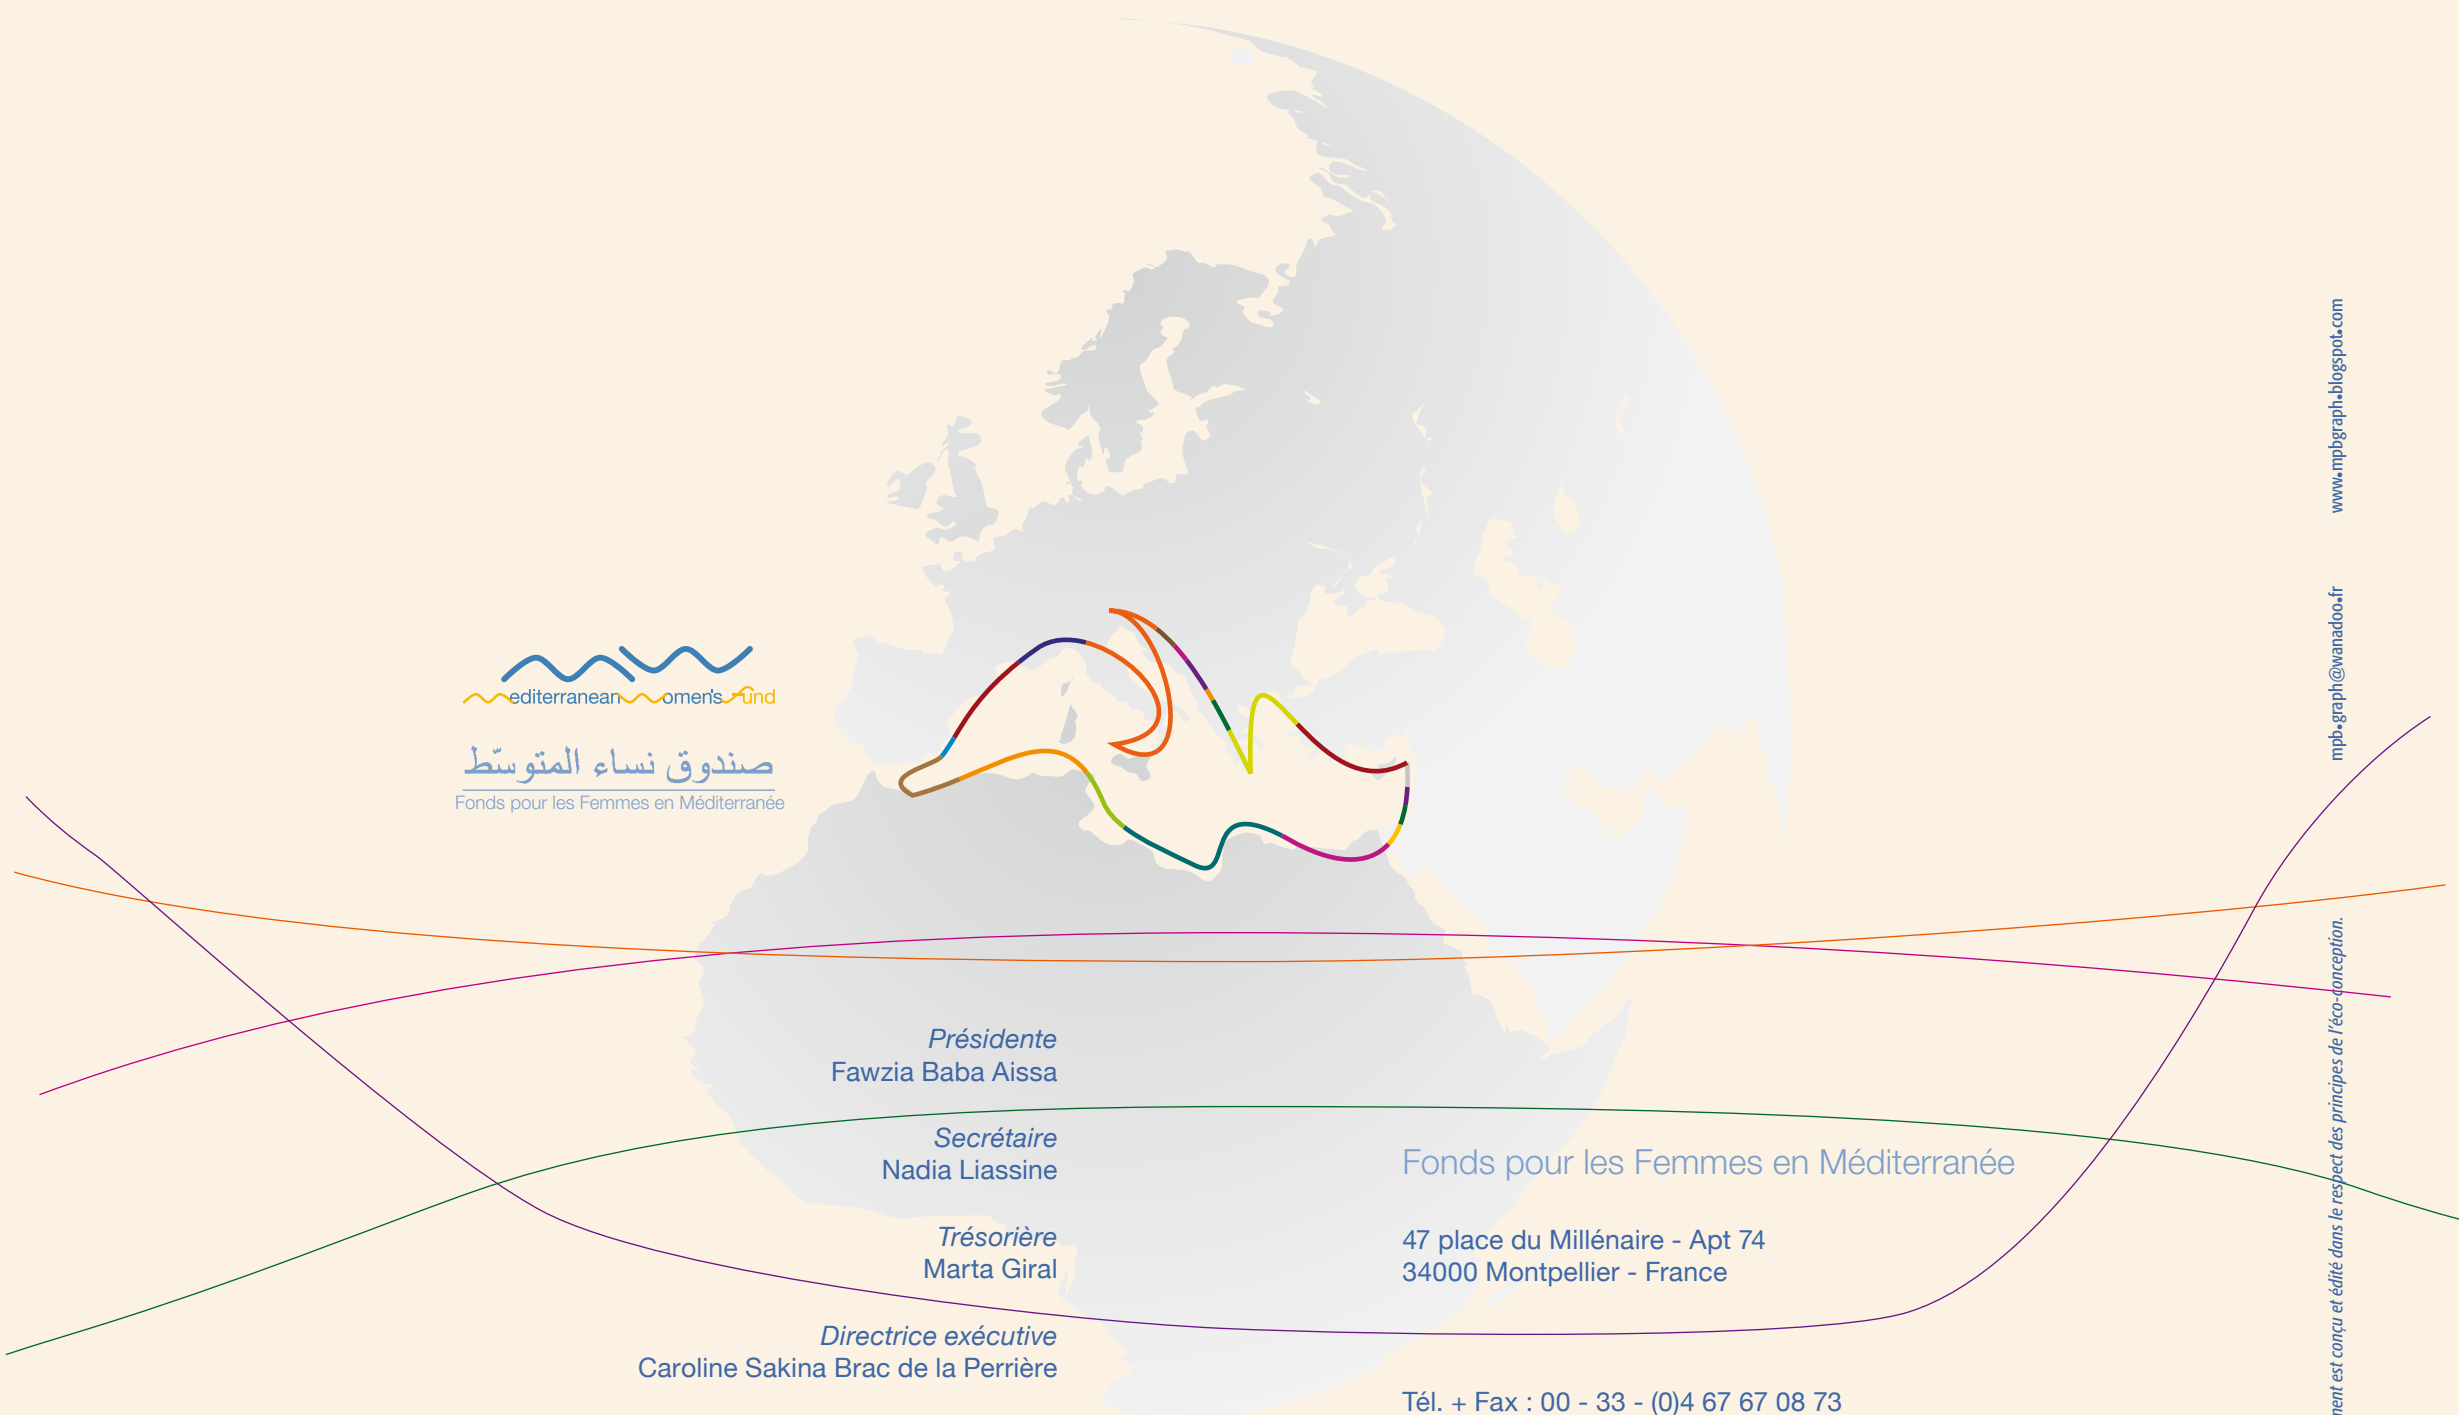 editerranean omen's und
صندوق نساء المتوسّط
Fonds pour les Femmes en Méditerranée
Présidente
Fawzia Baba Aissa
Secrétaire
Nadia Liassine
Trésorière
Marta Giral
Directrice exécutive
Caroline Sakina Brac de la Perrière
Fonds pour les Femmes en Méditerranée
47 place du Millénaire - Apt 74
34000 Montpellier - France
Tél. + Fax : 00 - 33 - (0)4 67 67 08 73
est conçu et édité dans le respect des principes de l'éco-conception. mpb.graph@wanadoo.fr www.mpbgraph.blogspot.com